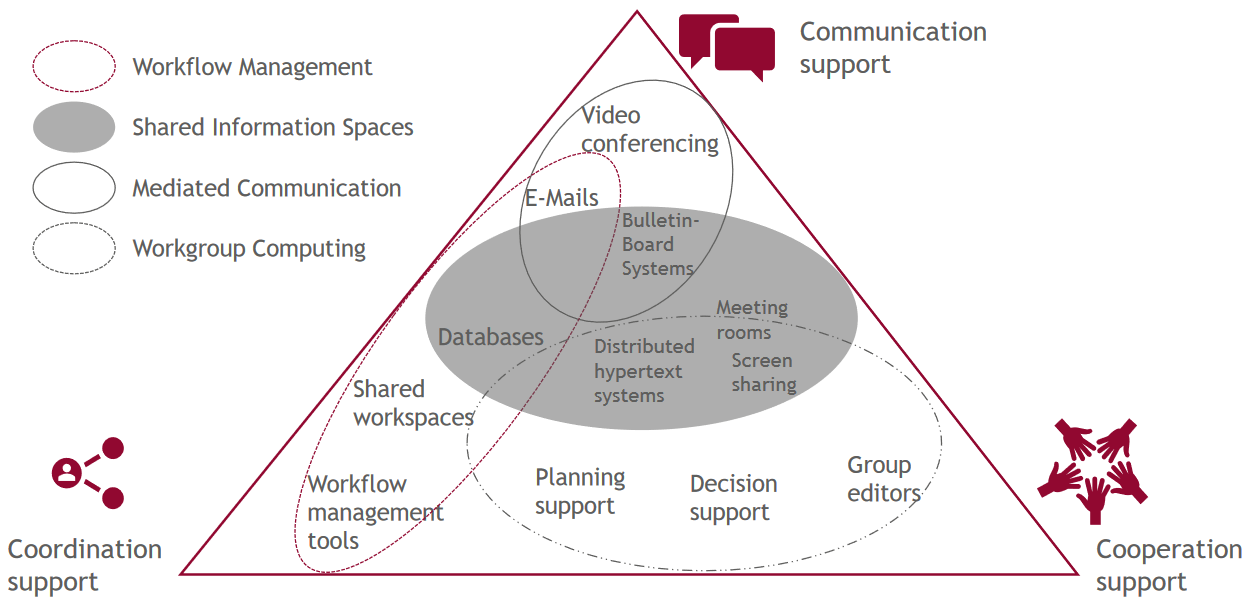 Workflow Management
Shared Information Spaces
Mediated Communication
Workgroup Computing
Communication
support
Video
conferencing
E-Mails
Bulletin-
Board
Systems
Meeting
rooms
Databases
Distributed
hypertext
systems
Screen
sharing
Shared
workspaces
Workflow
management
tools
Planning
support
Decision
support
Group
editors
Coordination
support
Cooperation
support